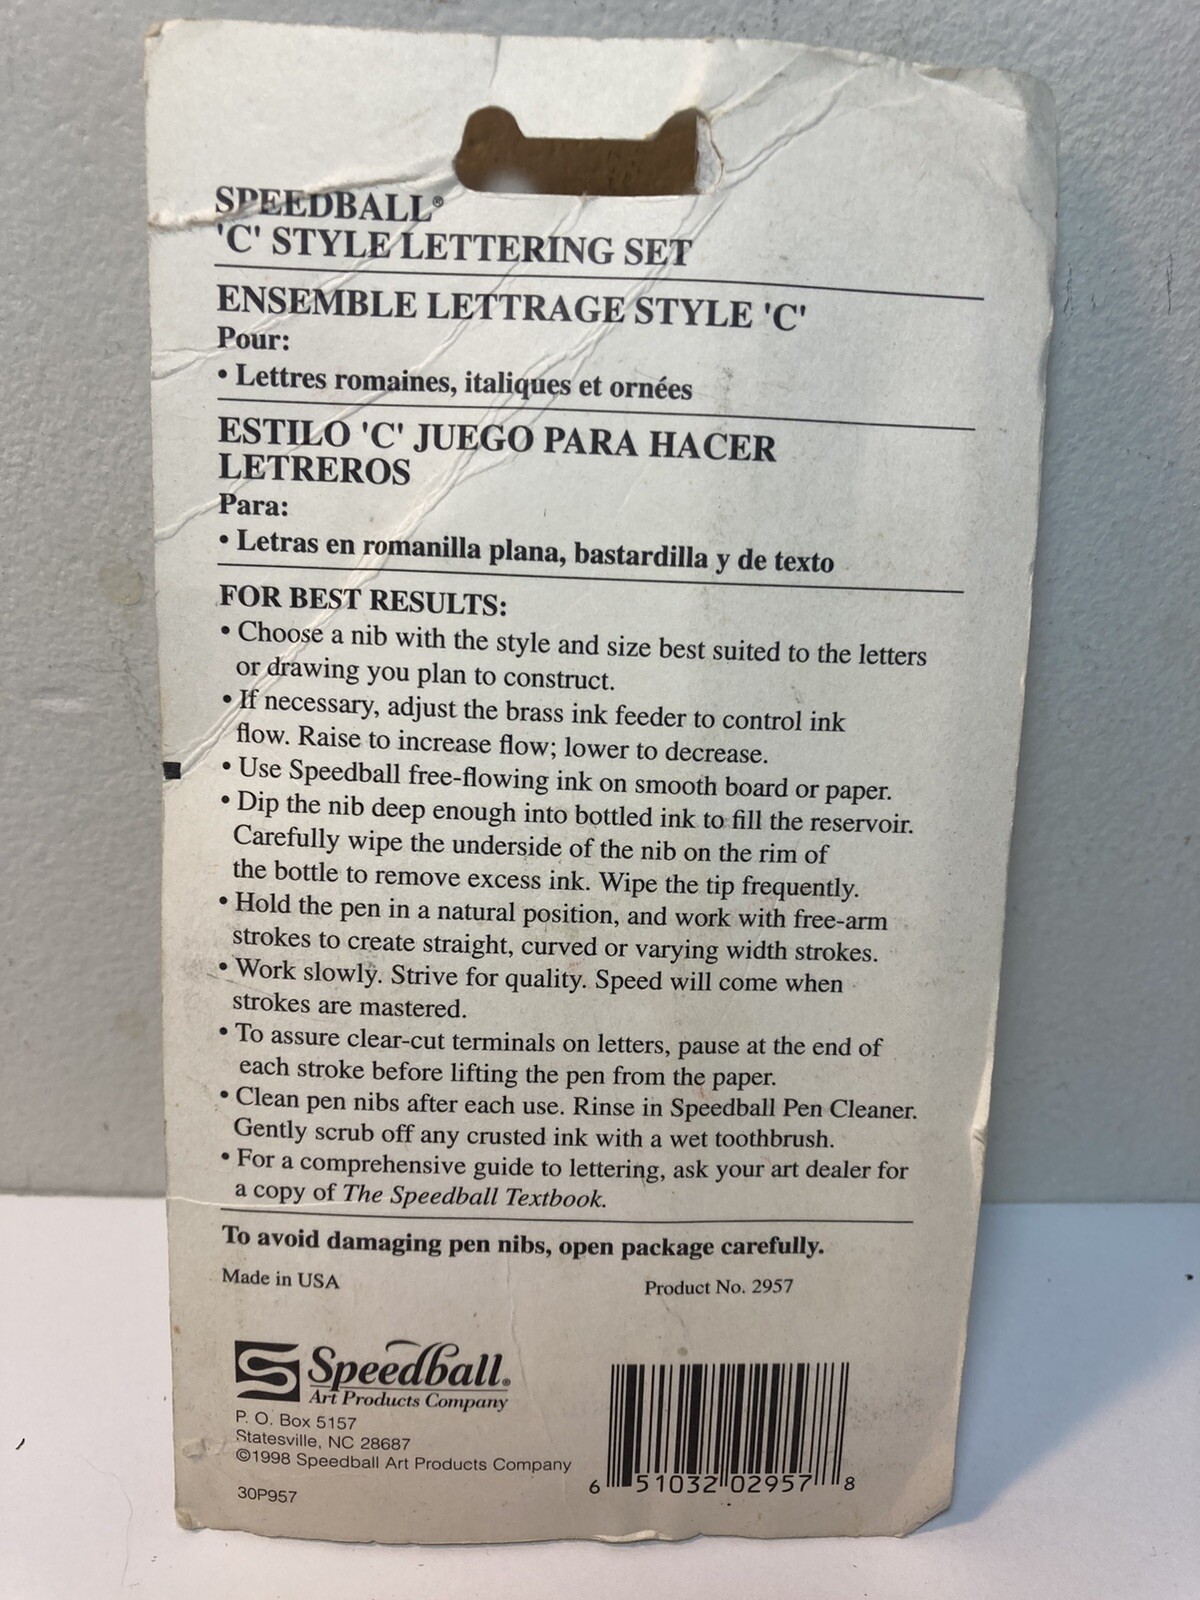 SPEEDBALL®
'C' STYLE LETTERING SET
ENSEMBLE LETTRAGE STYLE 'C'
Pour:
• Lettres romaines, italiques et ornées
ESTILO 'C' JUEGO PARA HACER
LETREROS
Para:
• Letras en romanilla plana, bastardilla y de texto
FOR BEST RESULTS:
• Choose a nib with the style and size best suited to the letters
or drawing you plan to construct.
• If necessary, adjust the brass ink feeder to control ink
flow. Raise to increase flow; lower to decrease.
• Use Speedball free-flowing ink on smooth board or paper.
• Dip the nib deep enough into bottled ink to fill the reservoir.
Carefully wipe the underside of the nib on the rim of
the bottle to remove excess ink. Wipe the tip frequently.
• Hold the pen in a natural position, and work with free-arm
strokes to create straight, curved or varying width strokes.
• Work slowly. Strive for quality. Speed will come when
strokes are mastered.
• To assure clear-cut terminals on letters, pause at the end of
each stroke before lifting the pen from the paper.
• Clean pen nibs after each use. Rinse in Speedball Pen Cleaner.
Gently scrub off any crusted ink with a wet toothbrush.
• For a comprehensive guide to lettering, ask your art dealer for
a copy of The Speedball Textbook.
To avoid damaging pen nibs, open package carefully.
Made in USA
Product No. 2957
Speedball®
Art Products Company
P. O. Box 5157
Statesville, NC 28687
©1998 Speedball Art Products Company
30P957
6 51032 02957 8